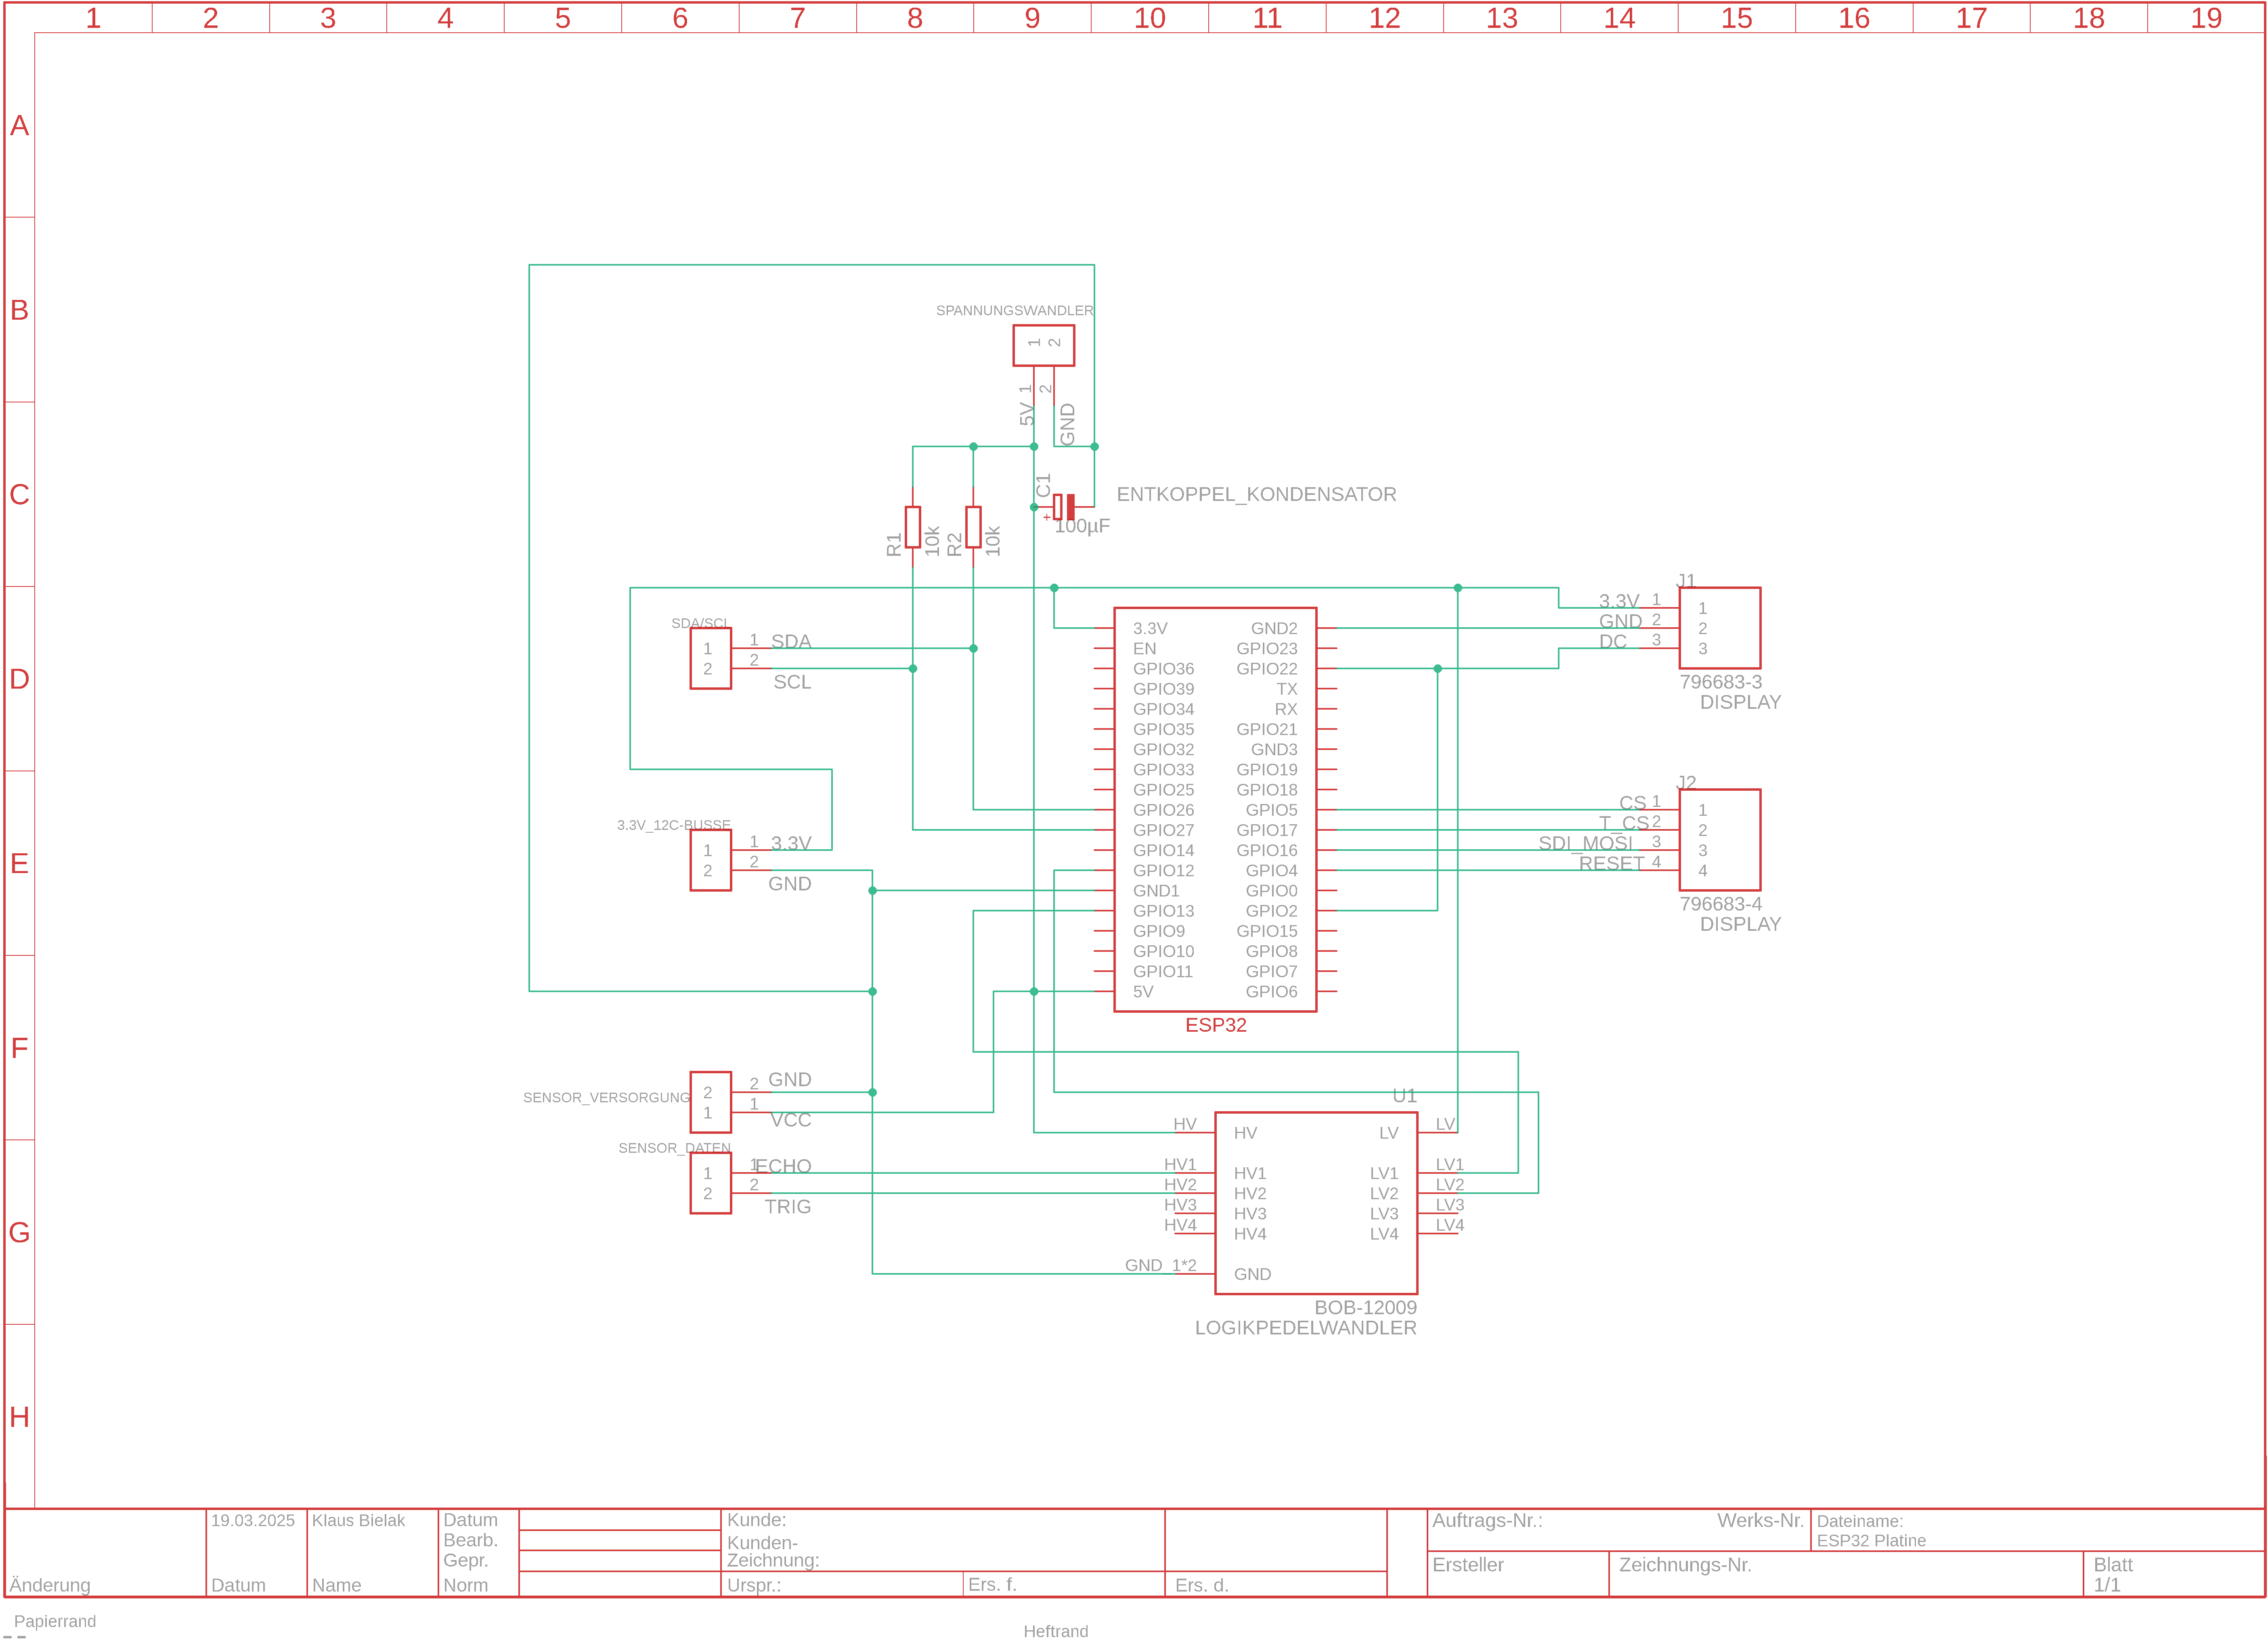 1 2 3 4 5 6 7 8 9 10 11 12 13 14 15 16 17 18 19
A
B
C
D
E
F
G
H
SPANNUNGSWANDLER
1 2
1 2
5V GND
C1
+
100µF
ENTKOPPEL_KONDENSATOR
R1 10k R2 10k
SDA/SCL
1 1 SDA
2 2 SCL
3.3V_12C-BUSSE
1 1 3.3V
2 2 GND
SENSOR_VERSORGUNG
2 2 GND
1 1 VCC
SENSOR_DATEN
1 1 ECHO
2 2 TRIG
3.3V GND2
EN GPIO23
GPIO36 GPIO22
GPIO39 TX
GPIO34 RX
GPIO35 GPIO21
GPIO32 GND3
GPIO33 GPIO19
GPIO25 GPIO18
GPIO26 GPIO5
GPIO27 GPIO17
GPIO14 GPIO16
GPIO12 GPIO4
GND1 GPIO0
GPIO13 GPIO2
GPIO9 GPIO15
GPIO10 GPIO8
GPIO11 GPIO7
5V GPIO6
ESP32
J1
3.3V 1 1
GND 2 2
DC 3 3
796683-3
DISPLAY
J2
CS 1 1
T_CS 2 2
SDI_MOSI 3 3
RESET 4 4
796683-4
DISPLAY
U1
HV HV LV LV
HV1 HV1 LV1 LV1
HV2 HV2 LV2 LV2
HV3 HV3 LV3 LV3
HV4 HV4 LV4 LV4
GND 1*2 GND
BOB-12009
LOGIKPEDELWANDLER
19.03.2025 Klaus Bielak
Änderung Datum Name
Datum
Bearb.
Gepr.
Norm
Kunde:
Kunden-
Zeichnung:
Urspr.: Ers. f. Ers. d.
Auftrags-Nr.: Werks-Nr. Dateiname:
ESP32 Platine
Ersteller Zeichnungs-Nr. Blatt
1/1
Papierrand
Heftrand